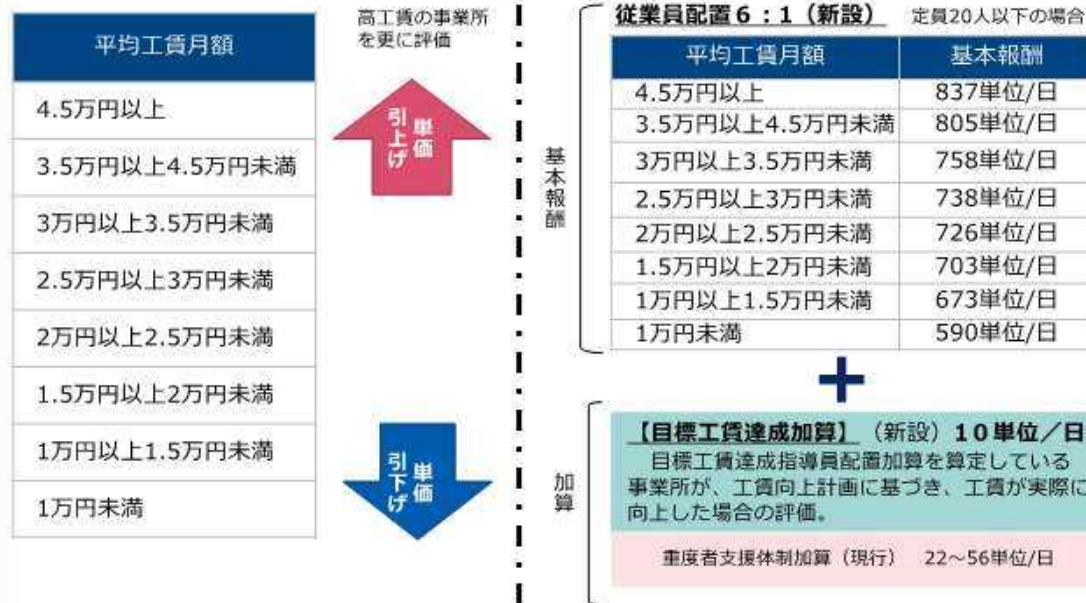 平均工賃月額
4.5万円以上
3.5万円以上4.5万円未満
3万円以上3.5万円未満
2.5万円以上3万円未満
2万円以上2.5万円未満
1.5万円以上2万円未満
1万円以上1.5万円未満
1万円未満
高工賃の事業所
を更に評価
単価
引上げ
単価
引下げ
従業員配置6:1(新設) 定員20人以下の場合
基本報酬
平均工賃月額 基本報酬
4.5万円以上 837単位/日
3.5万円以上4.5万円未満 805単位/日
3万円以上3.5万円未満 758単位/日
2.5万円以上3万円未満 738単位/日
2万円以上2.5万円未満 726単位/日
1.5万円以上2万円未満 703単位/日
1万円以上1.5万円未満 673単位/日
1万円未満 590単位/日
+
加算
【目標工賃達成加算】(新設)10単位/日
目標工賃達成指導員配置加算を算定している
事業所が、工賃向上計画に基づき、工賃が実際に
向上した場合の評価。
重度者支援体制加算(現行) 22~56単位/日